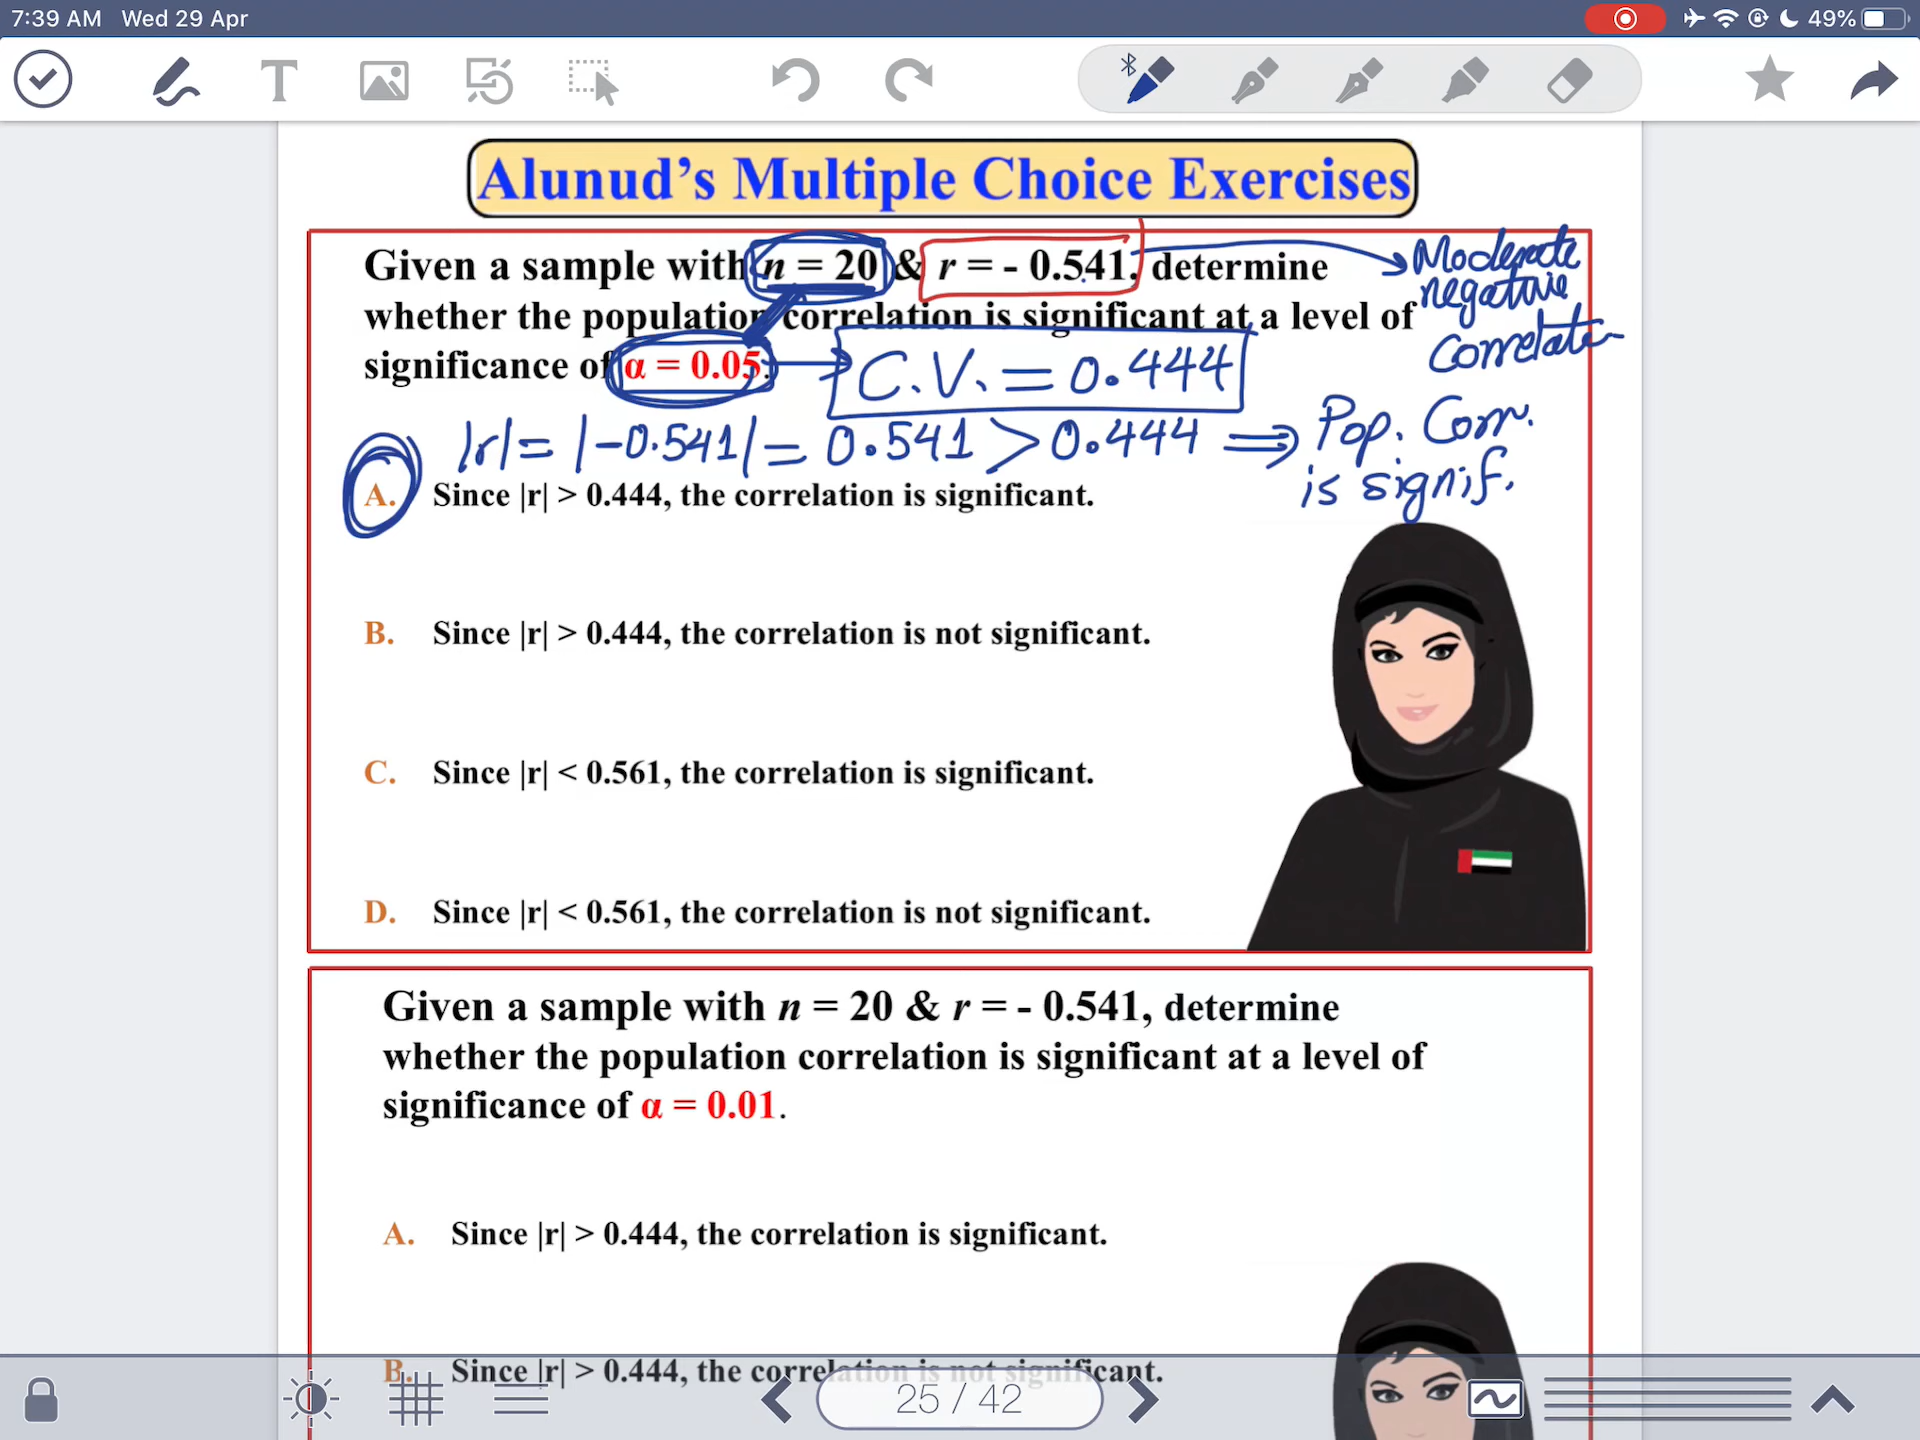 7:39 AM Wed 29 Apr
49%
T
Alunud’s Multiple Choice Exercises
Given a sample with n = 20 & r = - 0.541, determine
whether the population correlation is significant at a level of
significance of α = 0.05.
Moderate
negative
Correlation
C.V. = 0.444
|r| = |-0.541| = 0.541 > 0.444 ⇒ Pop. Corr.
is signif.
A. Since |r| > 0.444, the correlation is significant.
B. Since |r| > 0.444, the correlation is not significant.
C. Since |r| < 0.561, the correlation is significant.
D. Since |r| < 0.561, the correlation is not significant.
Given a sample with n = 20 & r = - 0.541, determine
whether the population correlation is significant at a level of
significance of α = 0.01.
A. Since |r| > 0.444, the correlation is significant.
B. Since |r| > 0.444, the correlation is not significant.
25 / 42